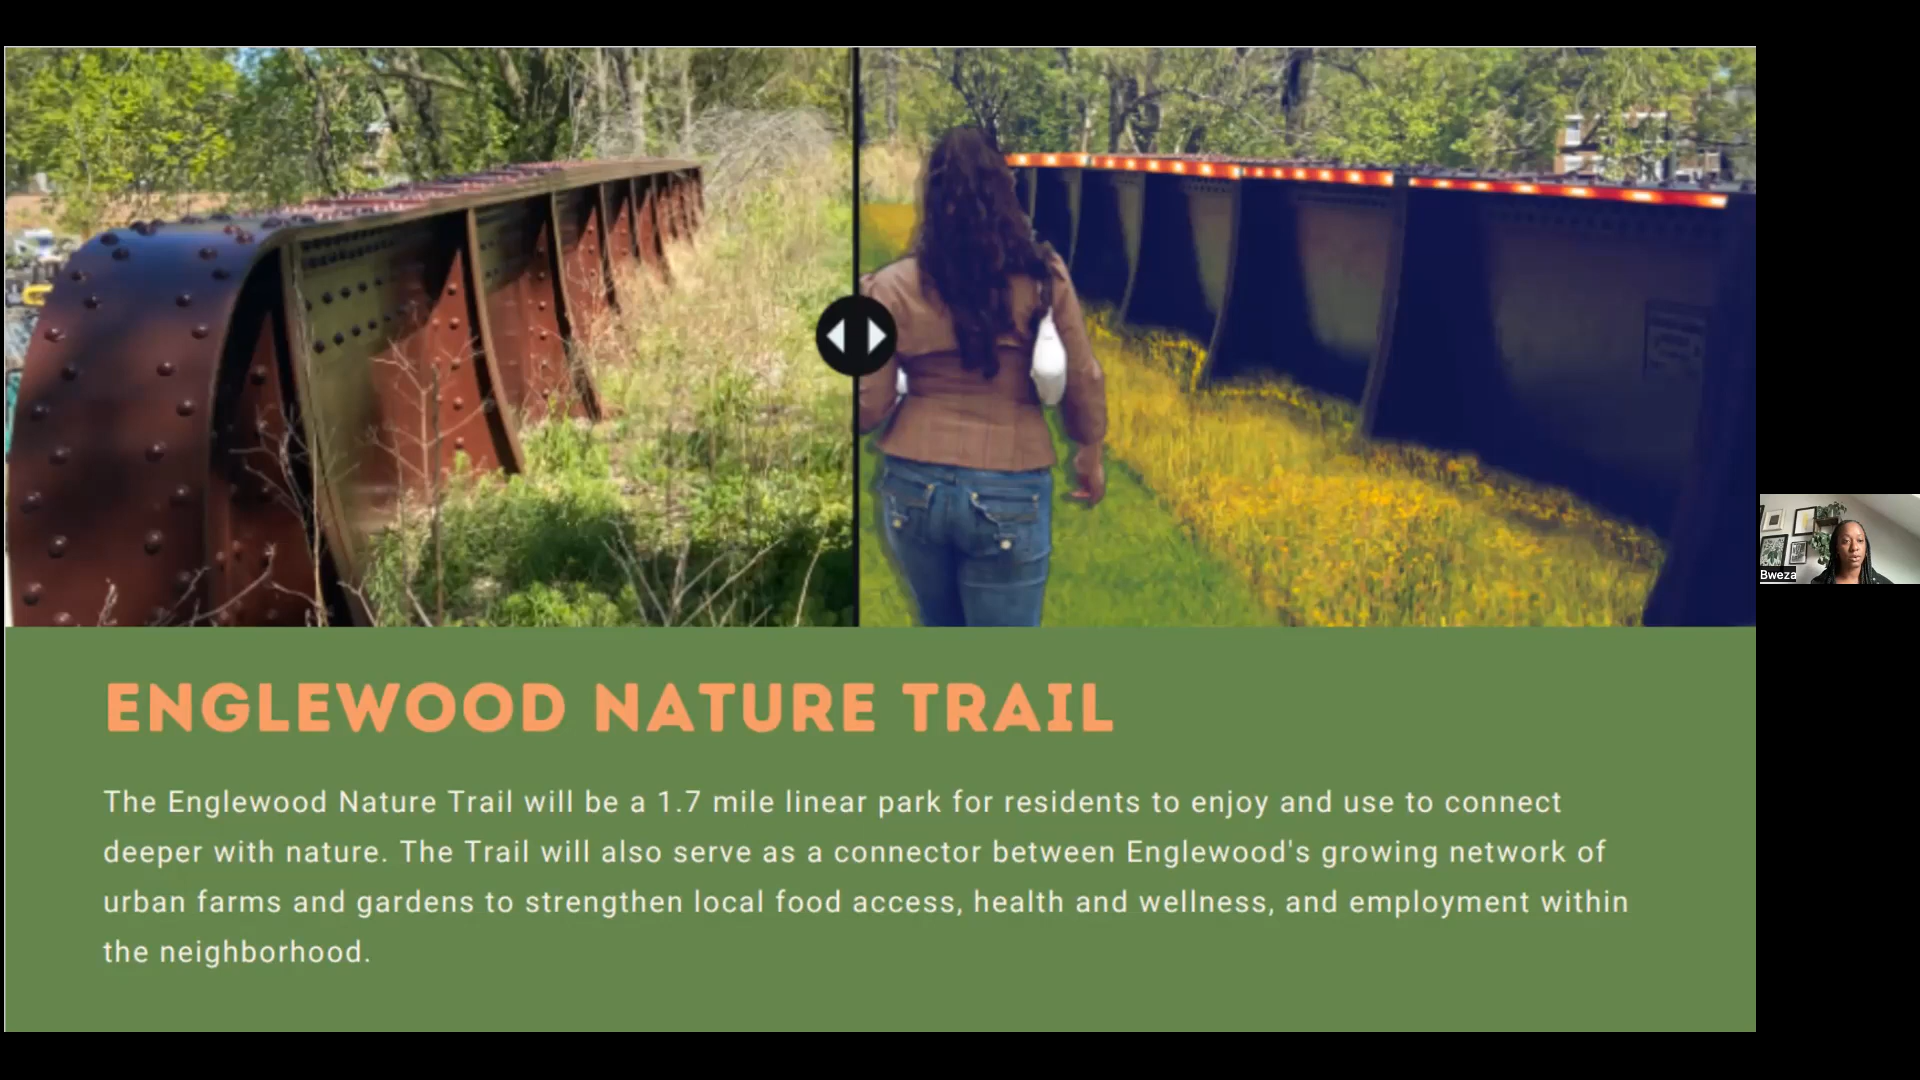 ENGLEWOOD NATURE TRAIL
The Englewood Nature Trail will be a 1.7 mile linear park for residents to enjoy and use to connect
deeper with nature. The Trail will also serve as a connector between Englewood's growing network of
urban farms and gardens to strengthen local food access, health and wellness, and employment within
the neighborhood.
Bweza